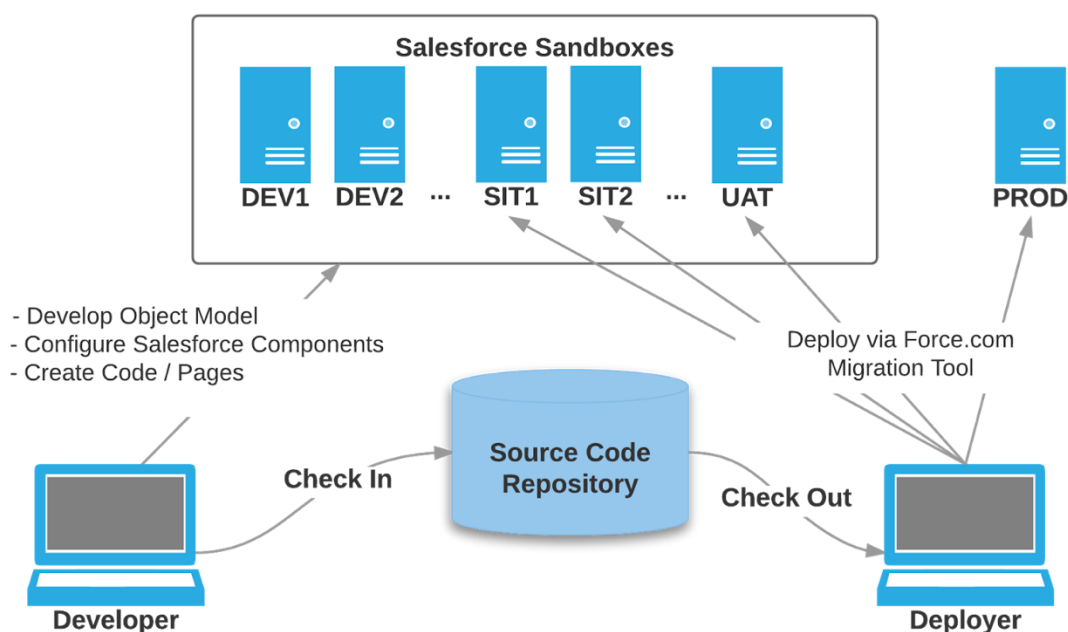 Salesforce Sandboxes
DEV1 DEV2 ... SIT1 SIT2 ... UAT
PROD
- Develop Object Model
- Configure Salesforce Components
- Create Code / Pages
Deploy via Force.com
Migration Tool
Source Code
Repository
Check In
Check Out
Developer
Deployer